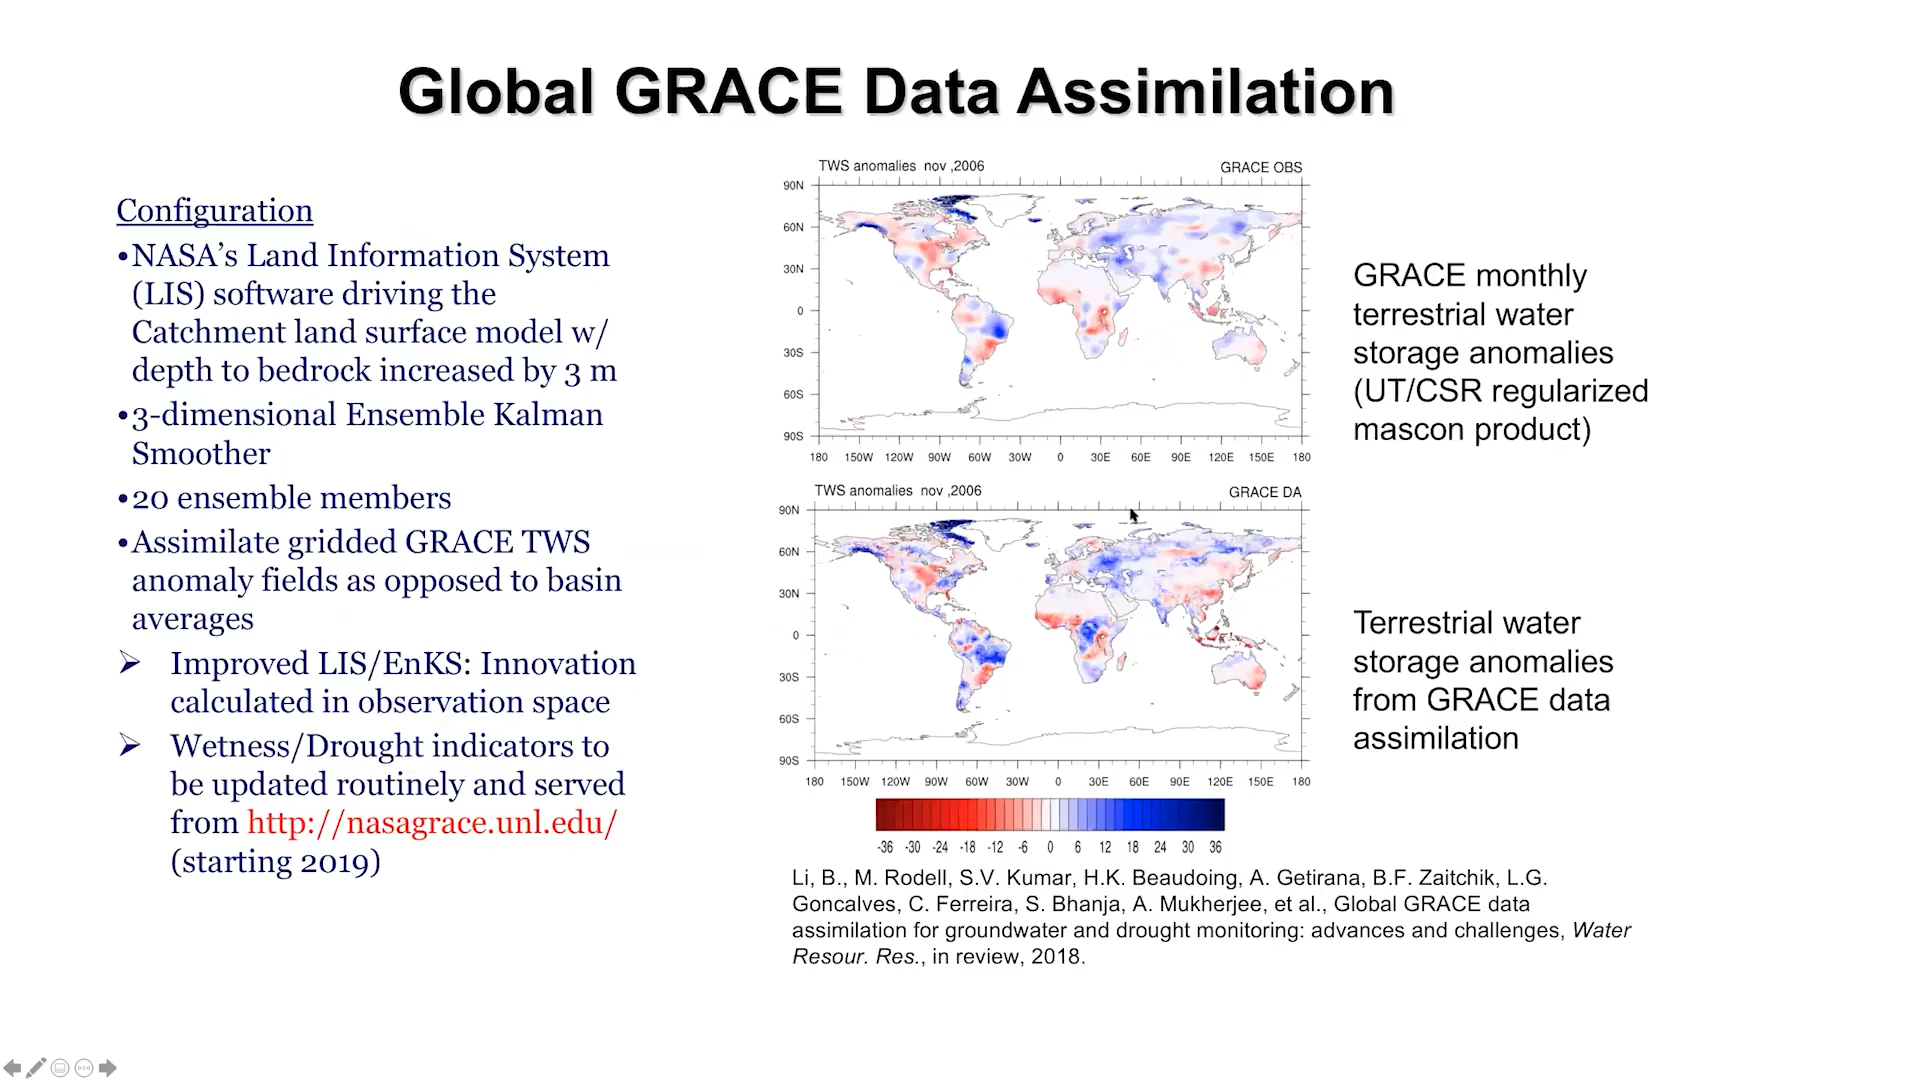 Global GRACE Data Assimilation
Configuration
•NASA’s Land Information System
(LIS) software driving the
Catchment land surface model w/
depth to bedrock increased by 3 m
•3-dimensional Ensemble Kalman
Smoother
•20 ensemble members
•Assimilate gridded GRACE TWS
anomaly fields as opposed to basin
averages
➢ Improved LIS/EnKS: Innovation
calculated in observation space
➢ Wetness/Drought indicators to
be updated routinely and served
from http://nasagrace.unl.edu/
(starting 2019)
TWS anomalies nov ,2006 GRACE OBS
90N
60N
30N
0
30S
60S
90S
180 150W 120W 90W 60W 30W 0 30E 60E 90E 120E 150E 180
GRACE monthly
terrestrial water
storage anomalies
(UT/CSR regularized
mascon product)
TWS anomalies nov ,2006 GRACE DA
90N
60N
30N
0
30S
60S
90S
180 150W 120W 90W 60W 30W 0 30E 60E 90E 120E 150E 180
-36 -30 -24 -18 -12 -6 0 6 12 18 24 30 36
Terrestrial water
storage anomalies
from GRACE data
assimilation
Li, B., M. Rodell, S.V. Kumar, H.K. Beaudoing, A. Getirana, B.F. Zaitchik, L.G.
Goncalves, C. Ferreira, S. Bhanja, A. Mukherjee, et al., Global GRACE data
assimilation for groundwater and drought monitoring: advances and challenges, Water
Resour. Res., in review, 2018.